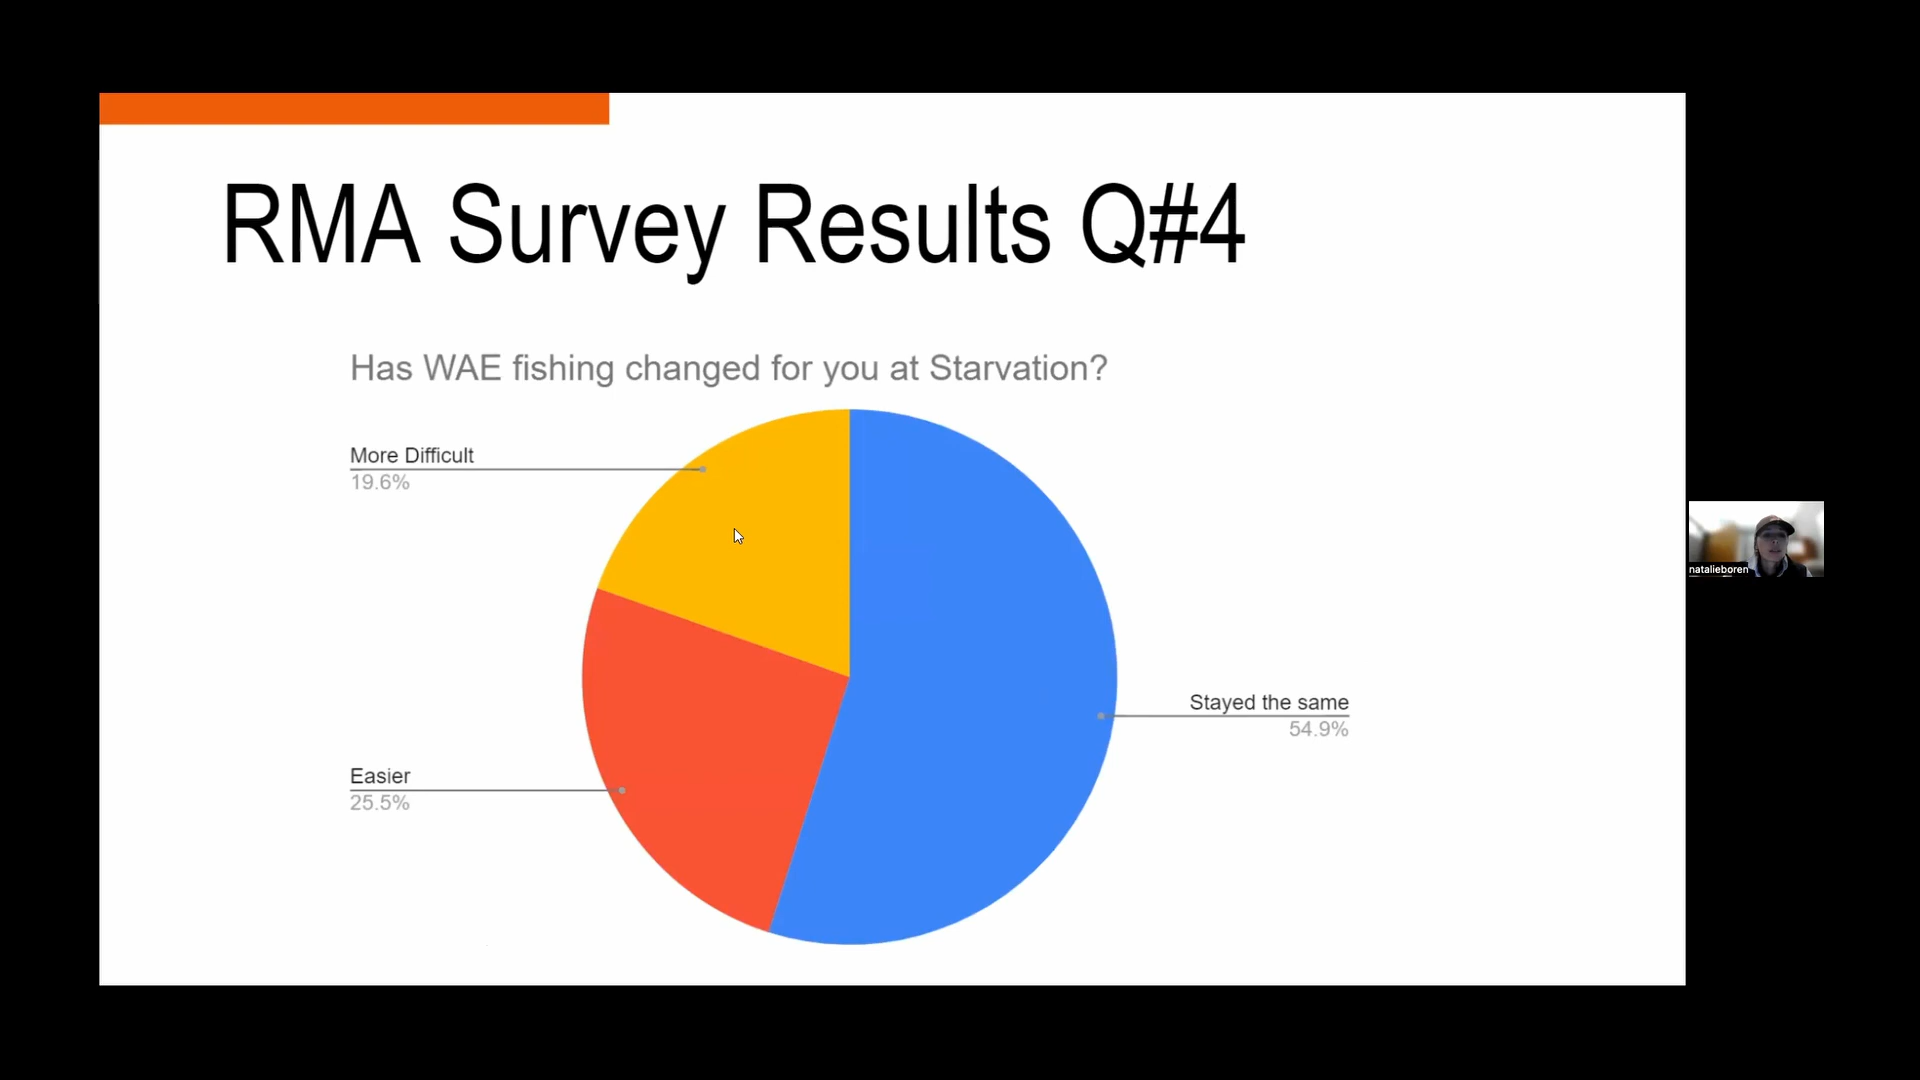 RMA Survey Results Q#4
Has WAE fishing changed for you at Starvation?
More Difficult
19.6%
Stayed the same
54.9%
Easier
25.5%
natalieboren